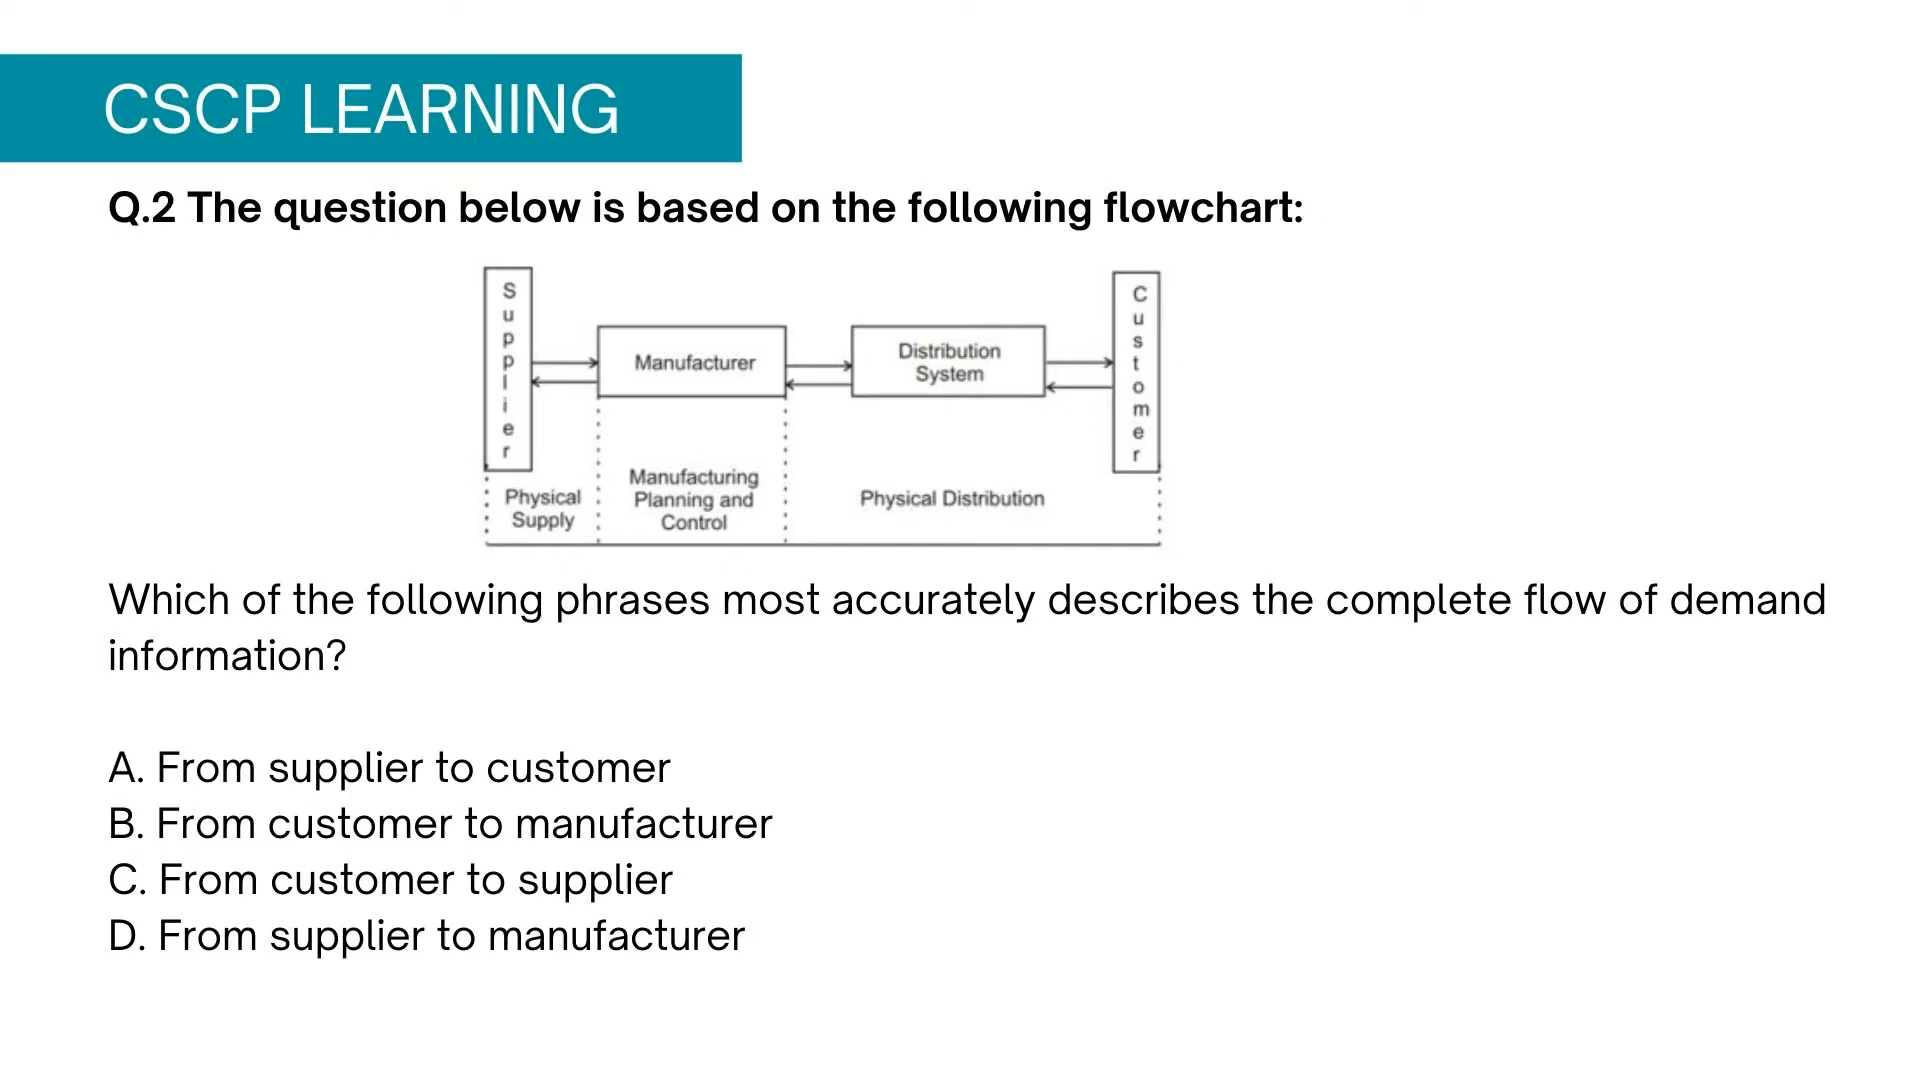 CSCP LEARNING
Q.2 The question below is based on the following flowchart:
Supplier
Manufacturer
Distribution
System
Customer
Physical
Supply
Manufacturing
Planning and
Control
Physical Distribution
Which of the following phrases most accurately describes the complete flow of demand
information?
A. From supplier to customer
B. From customer to manufacturer
C. From customer to supplier
D. From supplier to manufacturer